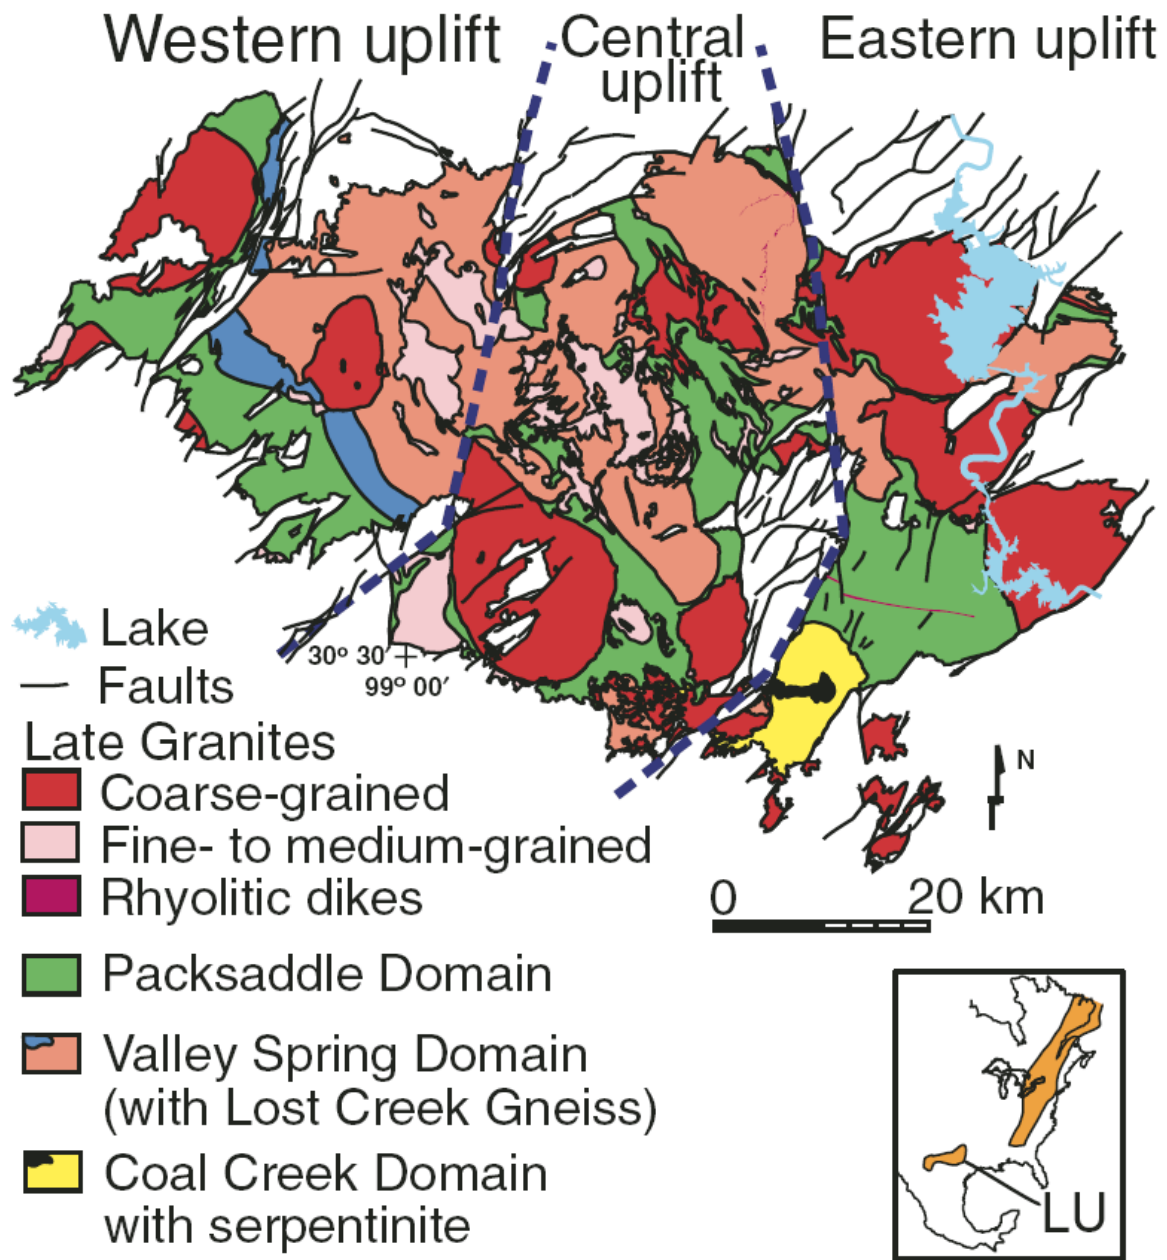 Western uplift
Central
uplift
Eastern uplift
30º 30′
99º 00′
Lake
Faults
Late Granites
Coarse-grained
Fine- to medium-grained
Rhyolitic dikes
Packsaddle Domain
Valley Spring Domain
(with Lost Creek Gneiss)
Coal Creek Domain
with serpentinite
N
0 20 km
LU